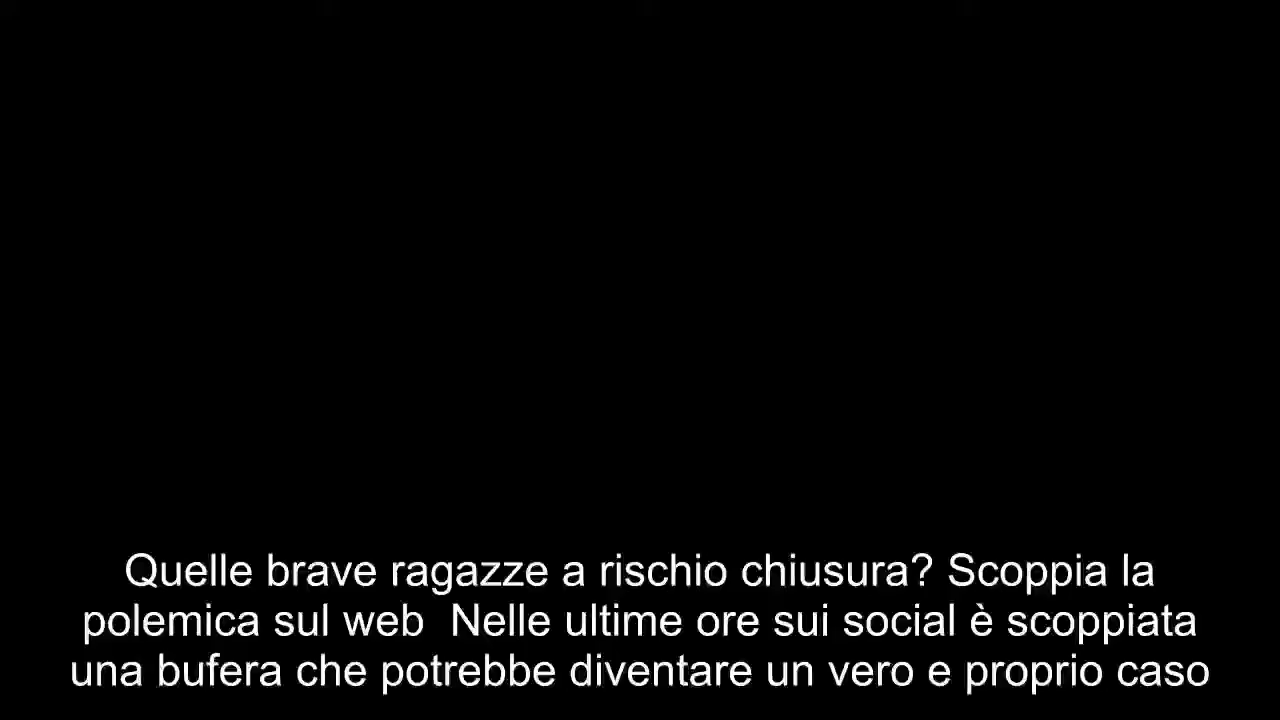 Quelle brave ragazze a rischio chiusura? Scoppia la
polemica sul web  Nelle ultime ore sui social è scoppiata
una bufera che potrebbe diventare un vero e proprio caso